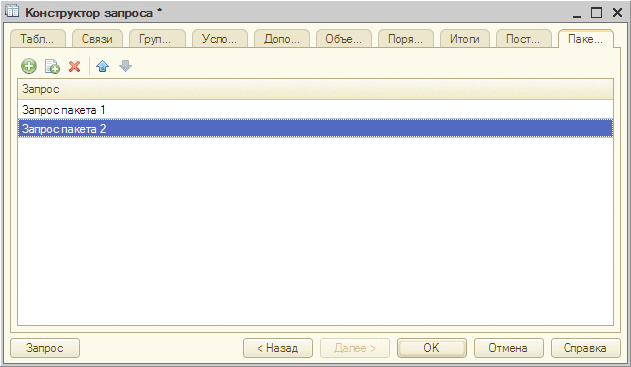 Конструктор запроса *
Табл... Связи Груп... Усло... Допо... Объе... Поря... Итоги Пост... Паке...
Запрос
Запрос пакета 1
Запрос пакета 2
Запрос < Назад Далее > OK Отмена Справка